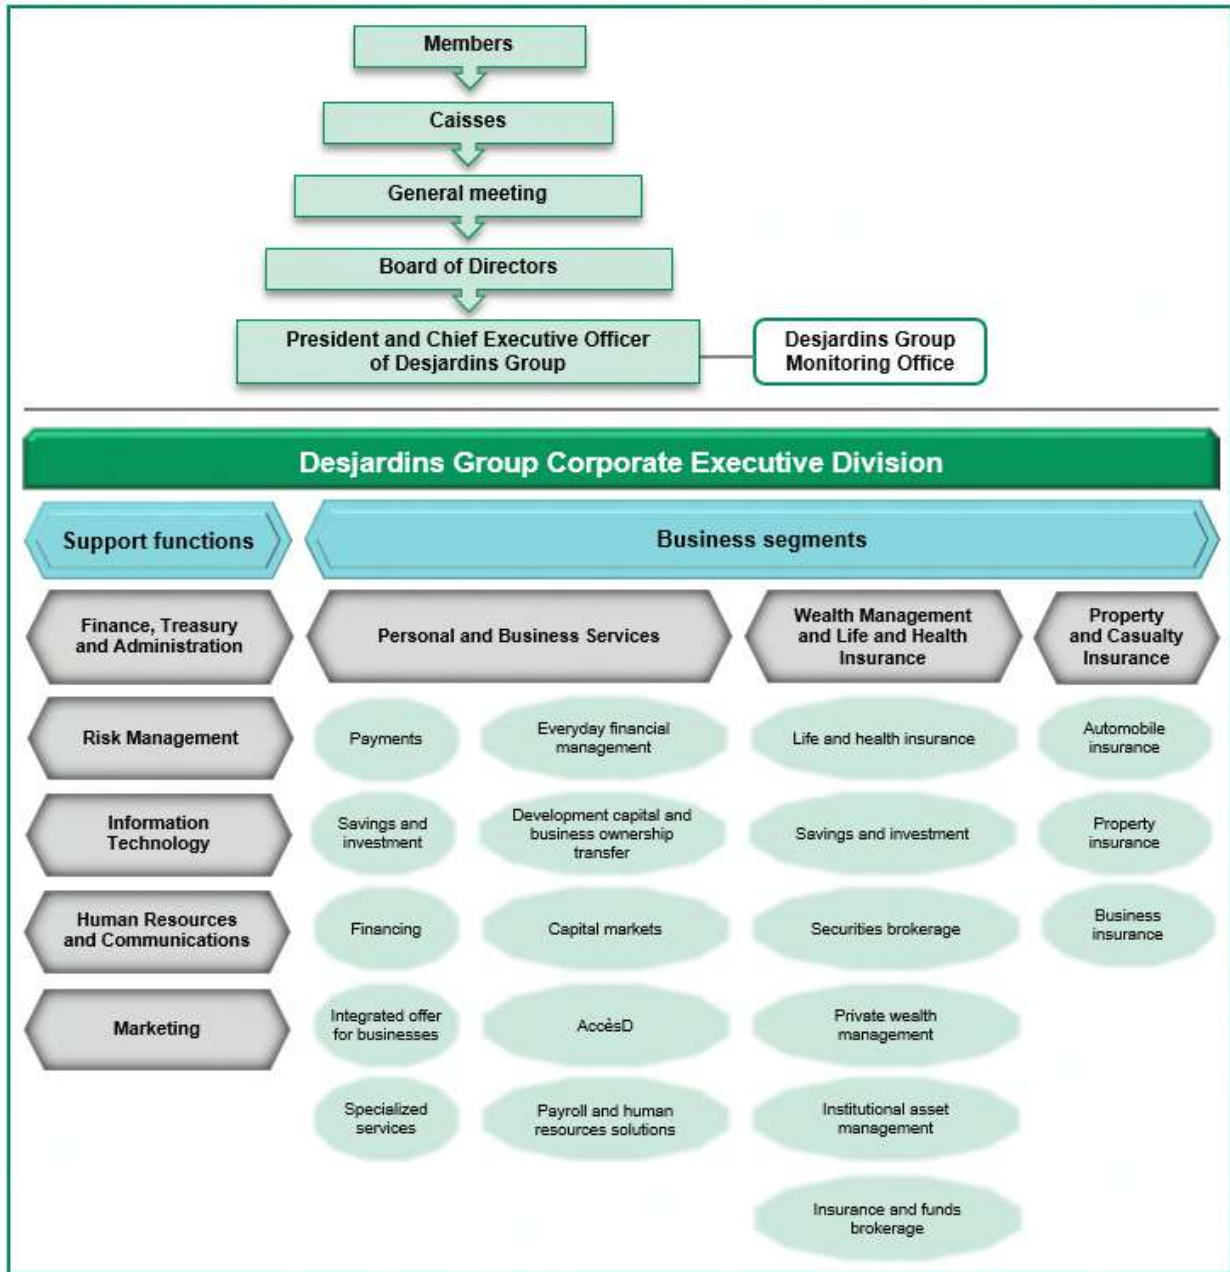 Members
Caisses
General meeting
Board of Directors
President and Chief Executive Officer
of Desjardins Group
Desjardins Group
Monitoring Office
Desjardins Group Corporate Executive Division
Support functions
Business segments
Finance, Treasury
and Administration
Personal and Business Services
Wealth Management
and Life and Health
Insurance
Property
and Casualty
Insurance
Risk Management
Payments
Everyday financial
management
Life and health insurance
Automobile
insurance
Information
Technology
Savings and
investment
Development capital and
business ownership
transfer
Savings and investment
Property
insurance
Human Resources
and Communications
Financing
Capital markets
Securities brokerage
Business
insurance
Marketing
Integrated offer
for businesses
AccèsD
Private wealth
management
Specialized
services
Payroll and human
resources solutions
Institutional asset
management
Insurance and funds
brokerage